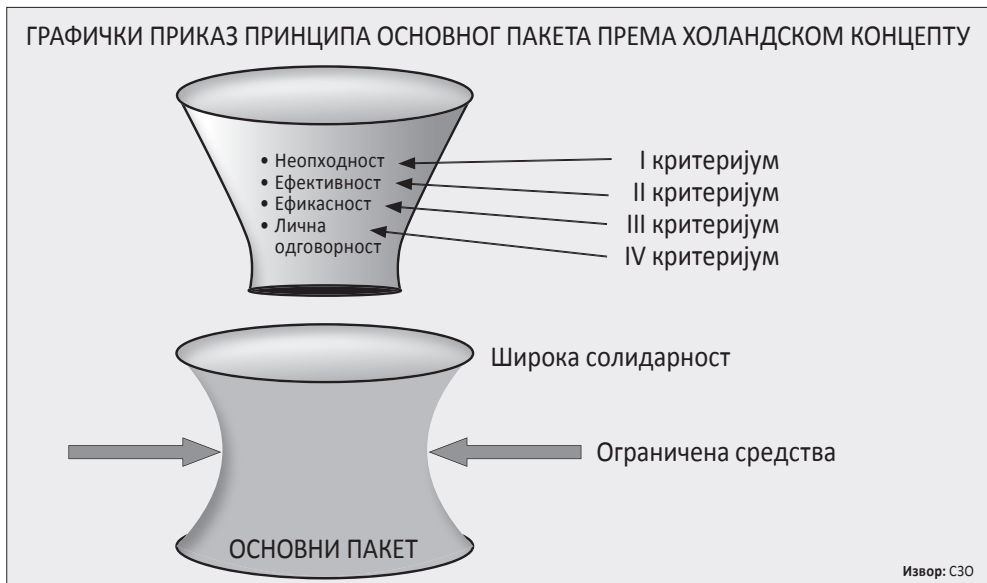 ГРАФИЧКИ ПРИКАЗ ПРИНЦИПА ОСНОВНОГ ПАКЕТА ПРЕМА ХОЛАНДСКОМ КОНЦЕПТУ
• Неопходност
• Ефективност
• Ефикасност
• Лична
одговорност
I критеријум
II критеријум
III критеријум
IV критеријум
Широка солидарност
Ограничена средства
ОСНОВНИ ПАКЕТ
Извор: СЗО